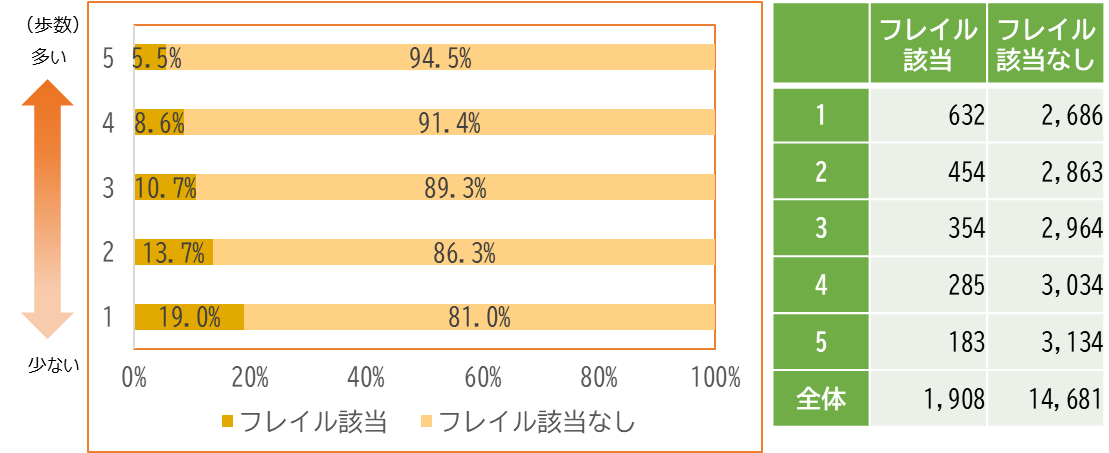 （歩数）
多い
少ない
5 5.5% 94.5%
4 8.6% 91.4%
3 10.7% 89.3%
2 13.7% 86.3%
1 19.0% 81.0%
0% 20% 40% 60% 80% 100%
フレイル該当 フレイル該当なし
フレイル
該当
フレイル
該当なし
1 632 2,686
2 454 2,863
3 354 2,964
4 285 3,034
5 183 3,134
全体 1,908 14,681